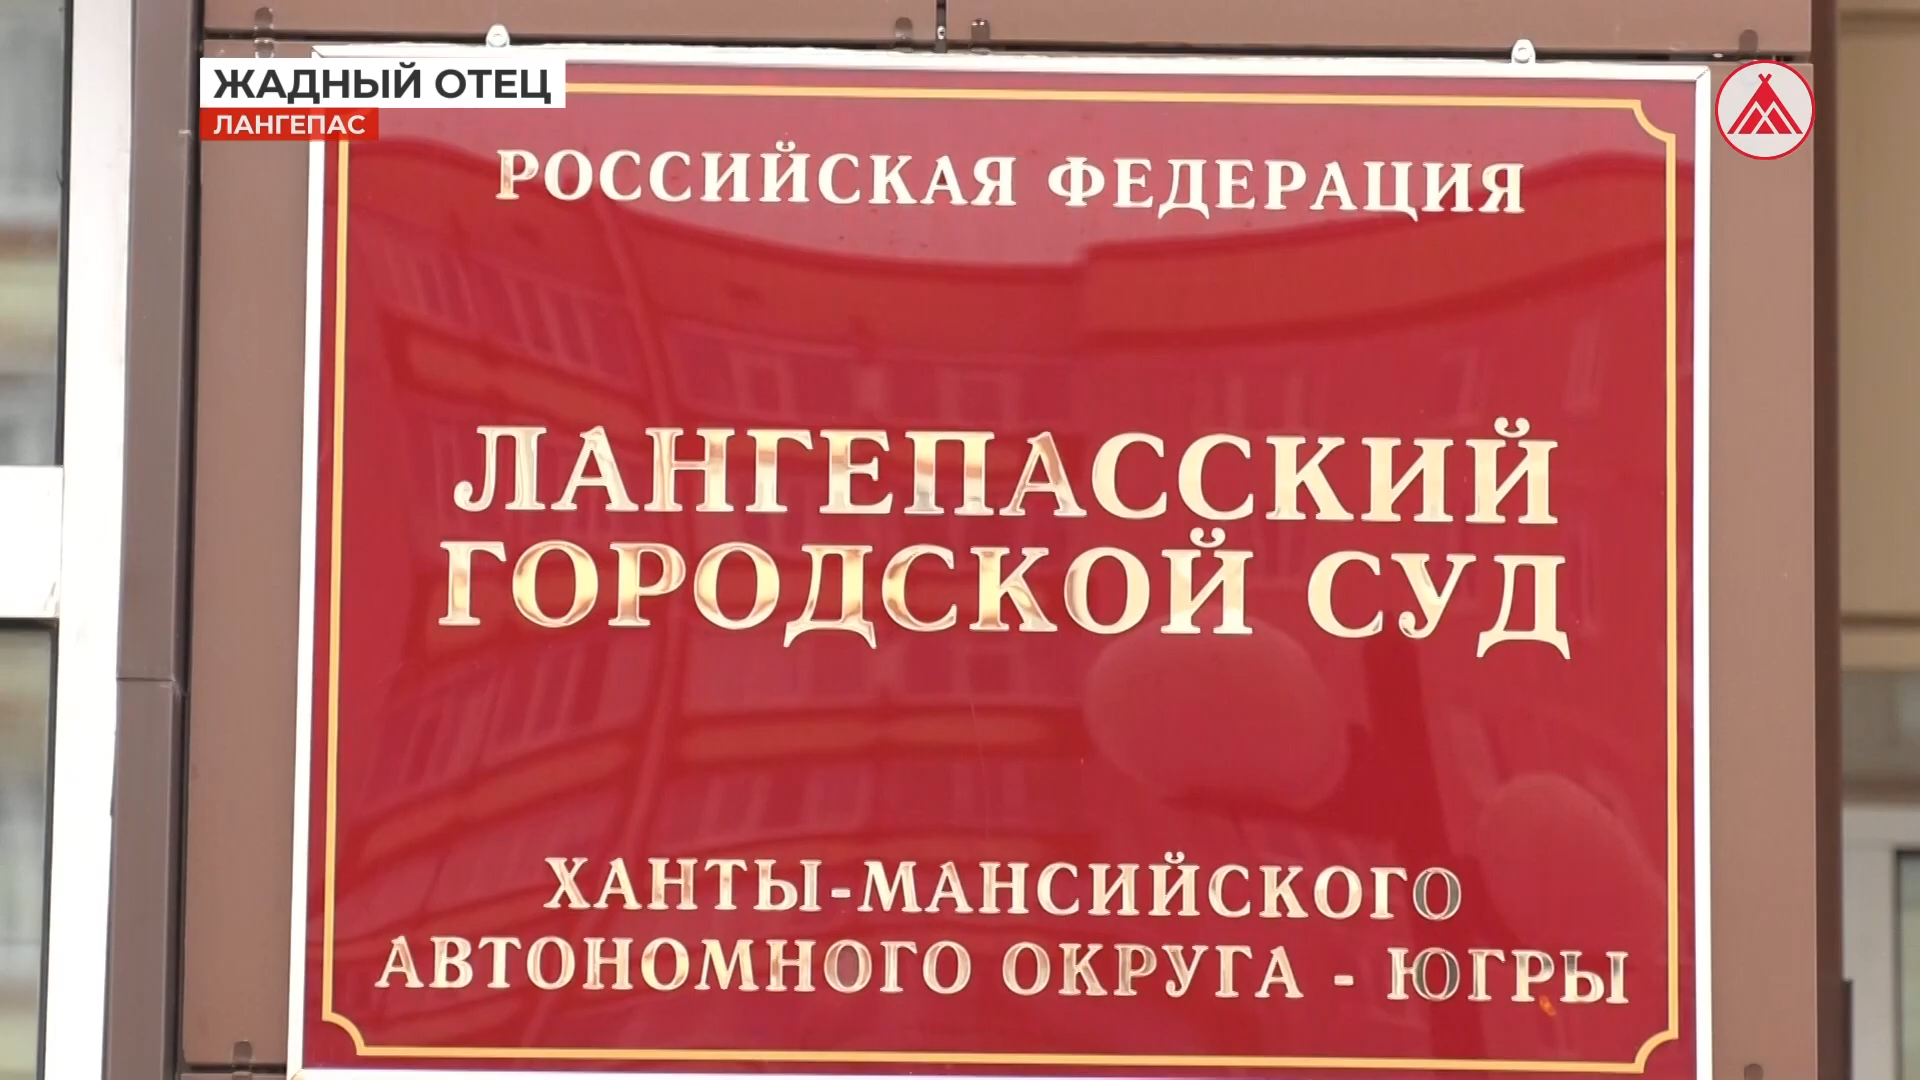 ЖАДНЫЙ ОТЕЦ
ЛАНГЕПАС
РОССИЙСКАЯ ФЕДЕРАЦИЯ
ЛАНГЕПАССКИЙ
ГОРОДСКОЙ СУД
ХАНТЫ-МАНСИЙСКОГО
АВТОНОМНОГО ОКРУГА - ЮГРЫ